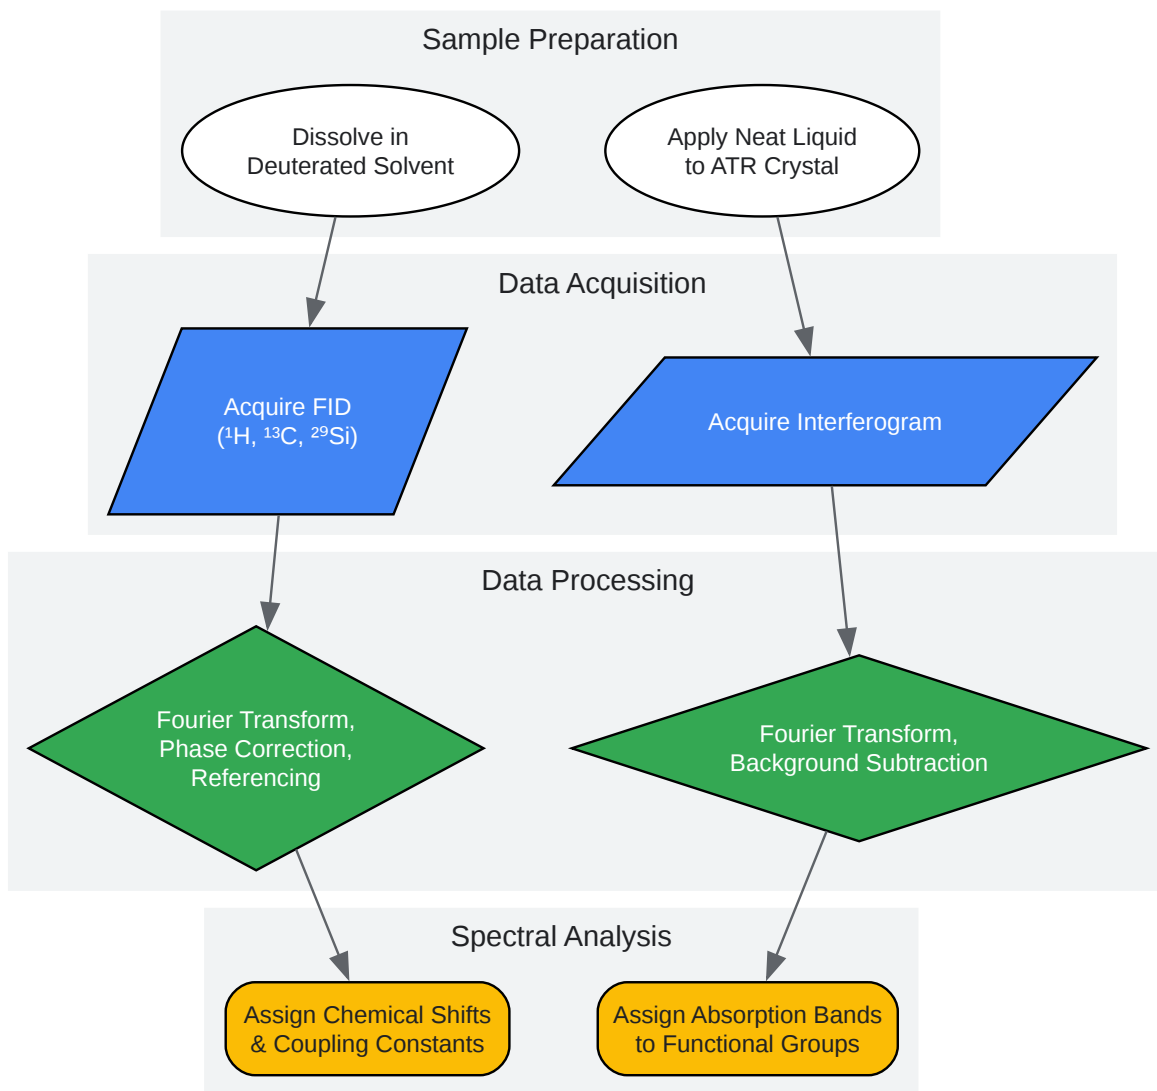 Sample Preparation
Dissolve in
Deuterated Solvent
Apply Neat Liquid
to ATR Crystal
Data Acquisition
Acquire FID
(¹H, ¹³C, ²⁹Si)
Acquire Interferogram
Data Processing
Fourier Transform,
Phase Correction,
Referencing
Fourier Transform,
Background Subtraction
Spectral Analysis
Assign Chemical Shifts
& Coupling Constants
Assign Absorption Bands
to Functional Groups